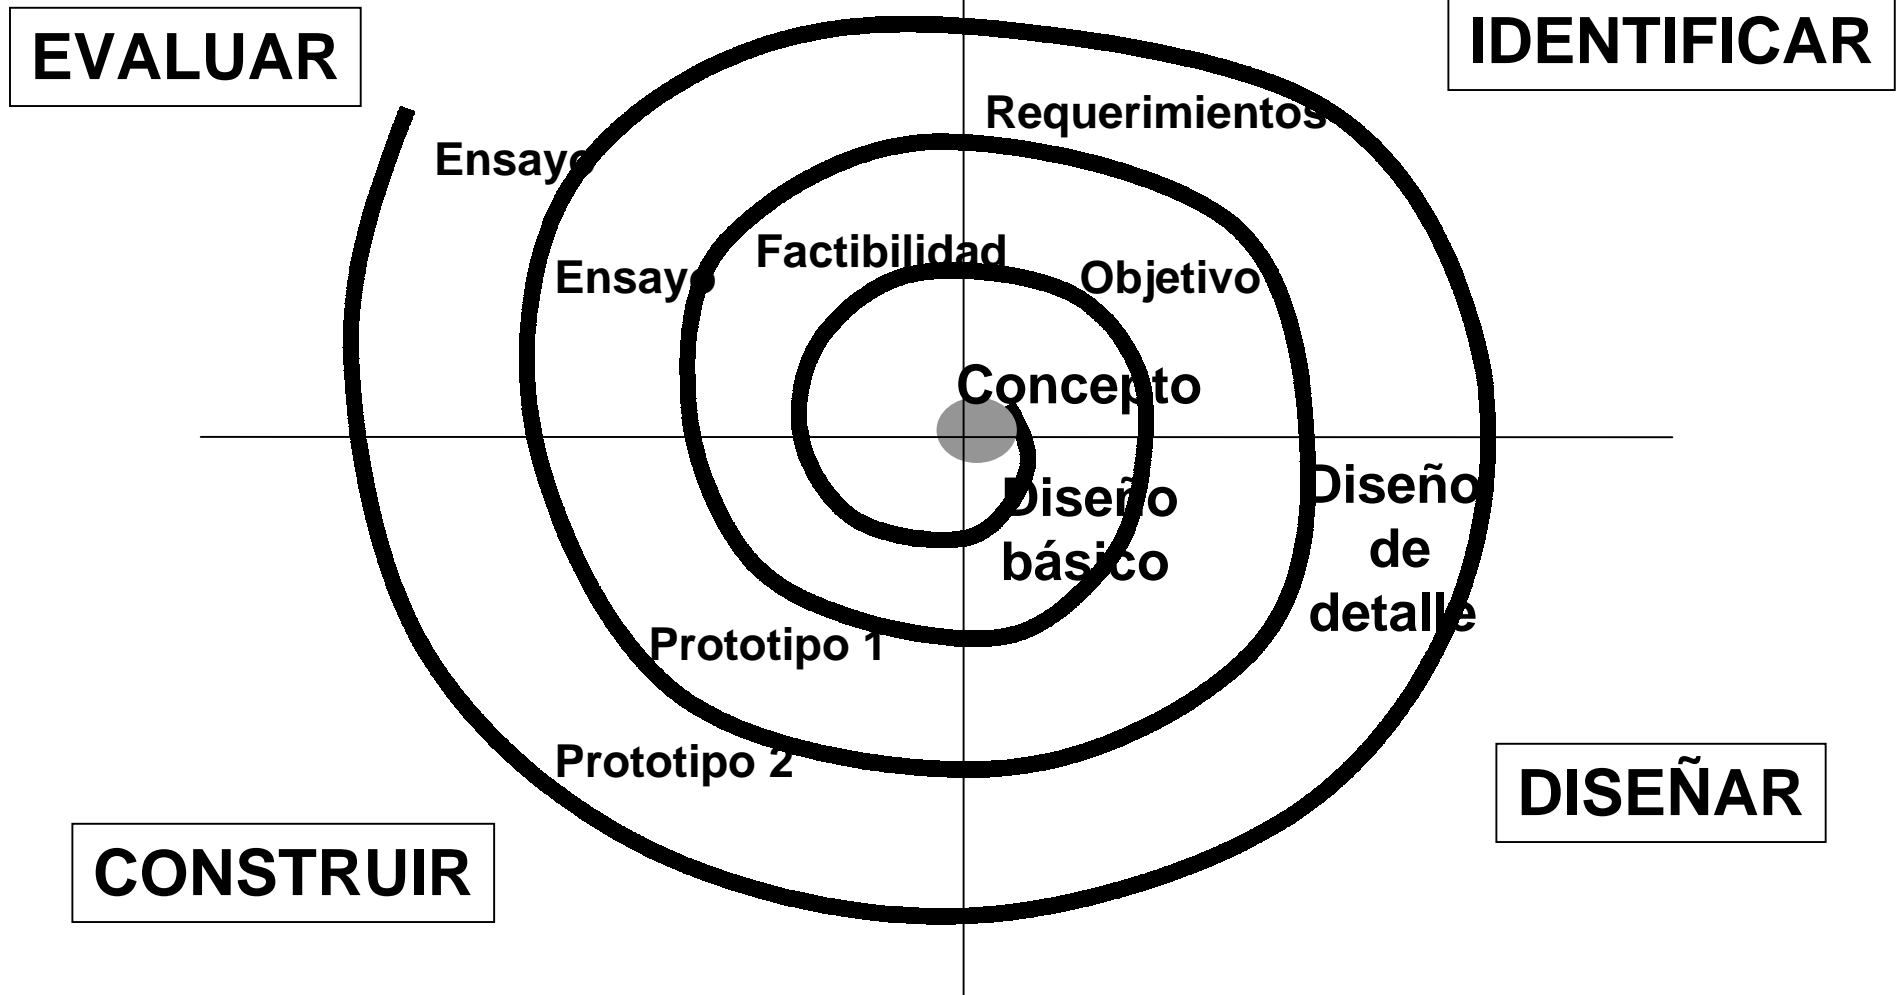 EVALUAR
IDENTIFICAR
Requerimientos
Ensayo
Factibilidad
Ensayo
Objetivo
Concepto
Diseño
básico
Diseño
de
detalle
Prototipo 1
Prototipo 2
DISEÑAR
CONSTRUIR